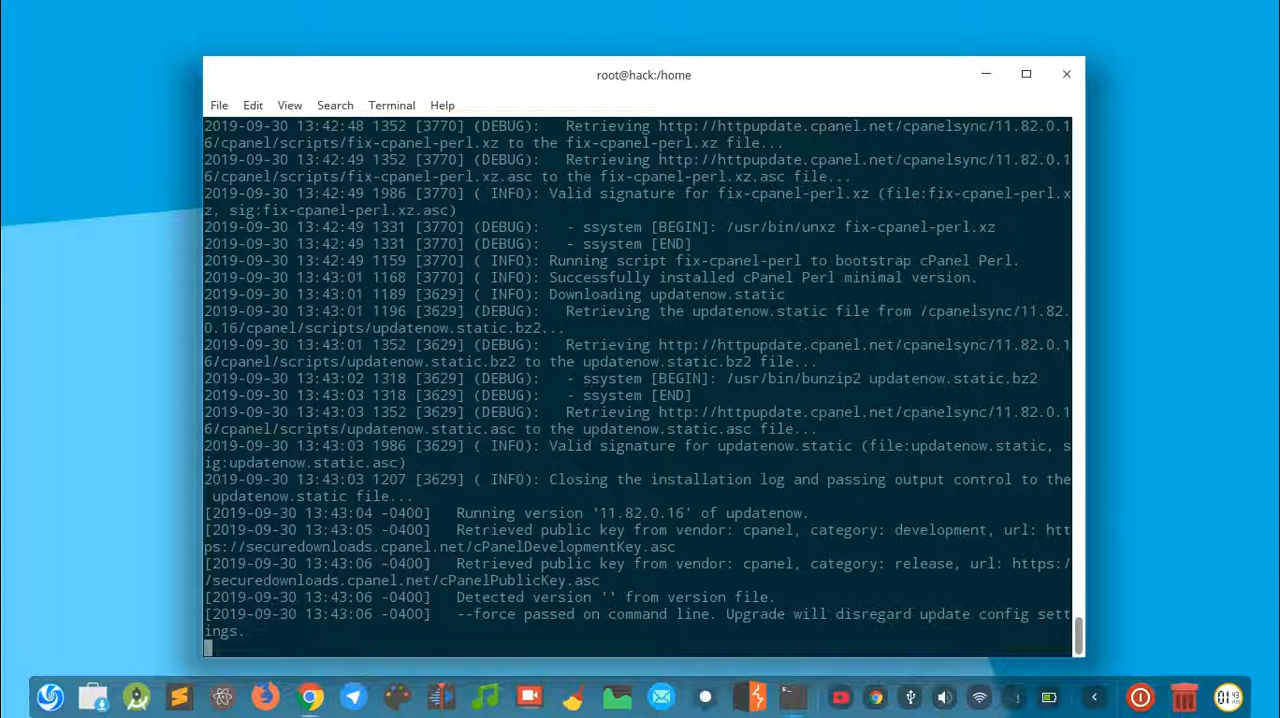 root@hack:/home
File Edit View Search Terminal Help
2019-09-30 13:42:48 1352 [3770] (DEBUG):   Retrieving http://httpupdate.cpanel.net/cpanelsync/11.82.0.1
6/cpanel/scripts/fix-cpanel-perl.xz to the fix-cpanel-perl.xz file...
2019-09-30 13:42:49 1352 [3770] (DEBUG):   Retrieving http://httpupdate.cpanel.net/cpanelsync/11.82.0.1
6/cpanel/scripts/fix-cpanel-perl.xz.asc to the fix-cpanel-perl.xz.asc file...
2019-09-30 13:42:49 1986 [3770] ( INFO): Valid signature for fix-cpanel-perl.xz (file:fix-cpanel-perl.x
z, sig:fix-cpanel-perl.xz.asc)
2019-09-30 13:42:49 1331 [3770] (DEBUG):     - ssystem [BEGIN]: /usr/bin/unxz fix-cpanel-perl.xz
2019-09-30 13:42:49 1331 [3770] (DEBUG):     - ssystem [END]
2019-09-30 13:42:49 1159 [3770] ( INFO): Running script fix-cpanel-perl to bootstrap cPanel Perl.
2019-09-30 13:43:01 1168 [3770] ( INFO): Successfully installed cPanel Perl minimal version.
2019-09-30 13:43:01 1189 [3629] ( INFO): Downloading updatenow.static
2019-09-30 13:43:01 1196 [3629] (DEBUG):   Retrieving the updatenow.static file from /cpanelsync/11.82.
0.16/cpanel/scripts/updatenow.static.bz2...
2019-09-30 13:43:01 1352 [3629] (DEBUG):   Retrieving http://httpupdate.cpanel.net/cpanelsync/11.82.0.1
6/cpanel/scripts/updatenow.static.bz2 to the updatenow.static.bz2 file...
2019-09-30 13:43:02 1318 [3629] (DEBUG):     - ssystem [BEGIN]: /usr/bin/bunzip2 updatenow.static.bz2
2019-09-30 13:43:03 1318 [3629] (DEBUG):     - ssystem [END]
2019-09-30 13:43:03 1352 [3629] (DEBUG):   Retrieving http://httpupdate.cpanel.net/cpanelsync/11.82.0.1
6/cpanel/scripts/updatenow.static.asc to the updatenow.static.asc file...
2019-09-30 13:43:03 1986 [3629] ( INFO): Valid signature for updatenow.static (file:updatenow.static, s
ig:updatenow.static.asc)
2019-09-30 13:43:03 1207 [3629] ( INFO): Closing the installation log and passing output control to the
 updatenow.static file...
[2019-09-30 13:43:04 -0400]   Running version '11.82.0.16' of updatenow.
[2019-09-30 13:43:05 -0400]   Retrieved public key from vendor: cpanel, category: development, url: htt
ps://securedownloads.cpanel.net/cPanelDevelopmentKey.asc
[2019-09-30 13:43:06 -0400]   Retrieved public key from vendor: cpanel, category: release, url: https:/
/securedownloads.cpanel.net/cPanelPublicKey.asc
[2019-09-30 13:43:06 -0400]   Detected version '' from version file.
[2019-09-30 13:43:06 -0400]   --force passed on command line. Upgrade will disregard update config sett
ings.